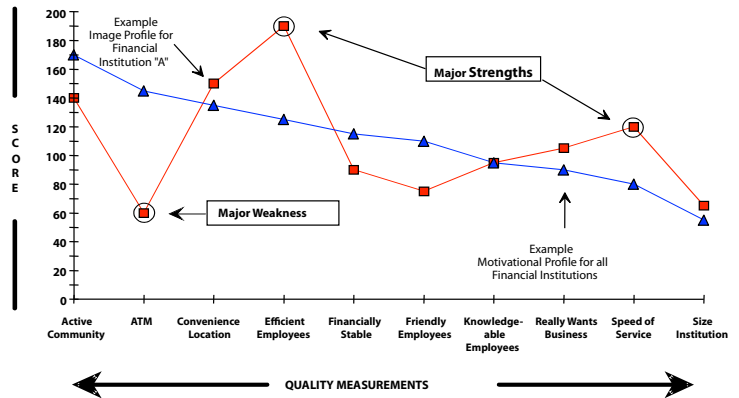 200
180
160
140
120
100
80
60
40
20
0
S
C
O
R
E
Example
Image Profile for
Financial
Institution "A"
Major Strengths
Major Weakness
Example
Motivational Profile for all
Financial Institutions
Active
Community
ATM
Convenience
Location
Efficient
Employees
Financially
Stable
Friendly
Employees
Knowledge-
able
Employees
Really Wants
Business
Speed of
Service
Size
Institution
QUALITY MEASUREMENTS